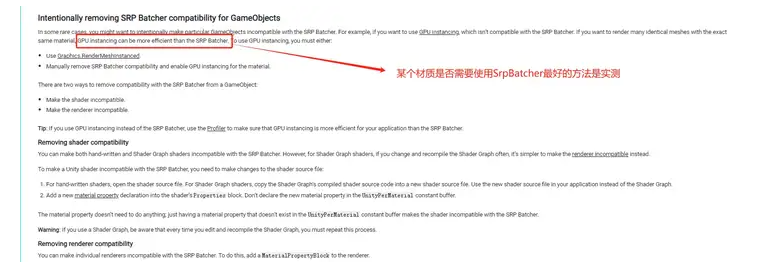 Intentionally removing SRP Batcher compatibility for GameObjects
In some rare cases, you might want to intentionally make particular GameObjects incompatible with the SRP Batcher. For example, if you want to use GPU instancing, which isn't compatible with the SRP Batcher. If you want to render many identical meshes with the exact
same material, GPU instancing can be more efficient than the SRP Batcher. To use GPU instancing, you must either:
• Use Graphics.RenderMeshInstanced.
• Manually remove SRP Batcher compatibility and enable GPU instancing for the material.
某个材质是否需要使用SrpBatcher最好的方法是实测
There are two ways to remove compatibility with the SRP Batcher from a GameObject:
• Make the shader incompatible.
• Make the renderer incompatible.
Tip: If you use GPU instancing instead of the SRP Batcher, use the Profiler to make sure that GPU instancing is more efficient for your application than the SRP Batcher.
Removing shader compatibility
You can make both hand-written and Shader Graph shaders incompatible with the SRP Batcher. However, for Shader Graph shaders, if you change and recompile the Shader Graph often, it's simpler to make the renderer incompatible instead.
To make a Unity shader incompatible with the SRP Batcher, you need to make changes to the shader source file:
1. For hand-written shaders, open the shader source file. For Shader Graph shaders, copy the Shader Graph's compiled shader source code into a new shader source file. Use the new shader source file in your application instead of the Shader Graph.
2. Add a new material property declaration into the shader's Properties block. Don't declare the new material property in the UnityPerMaterial constant buffer.
The material property doesn't need to do anything; just having a material property that doesn't exist in the UnityPerMaterial constant buffer makes the shader incompatible with the SRP Batcher.
Warning: If you use a Shader Graph, be aware that every time you edit and recompile the Shader Graph, you must repeat this process.
Removing renderer compatibility
You can make individual renderers incompatible with the SRP Batcher. To do this, add a MaterialPropertyBlock to the renderer.